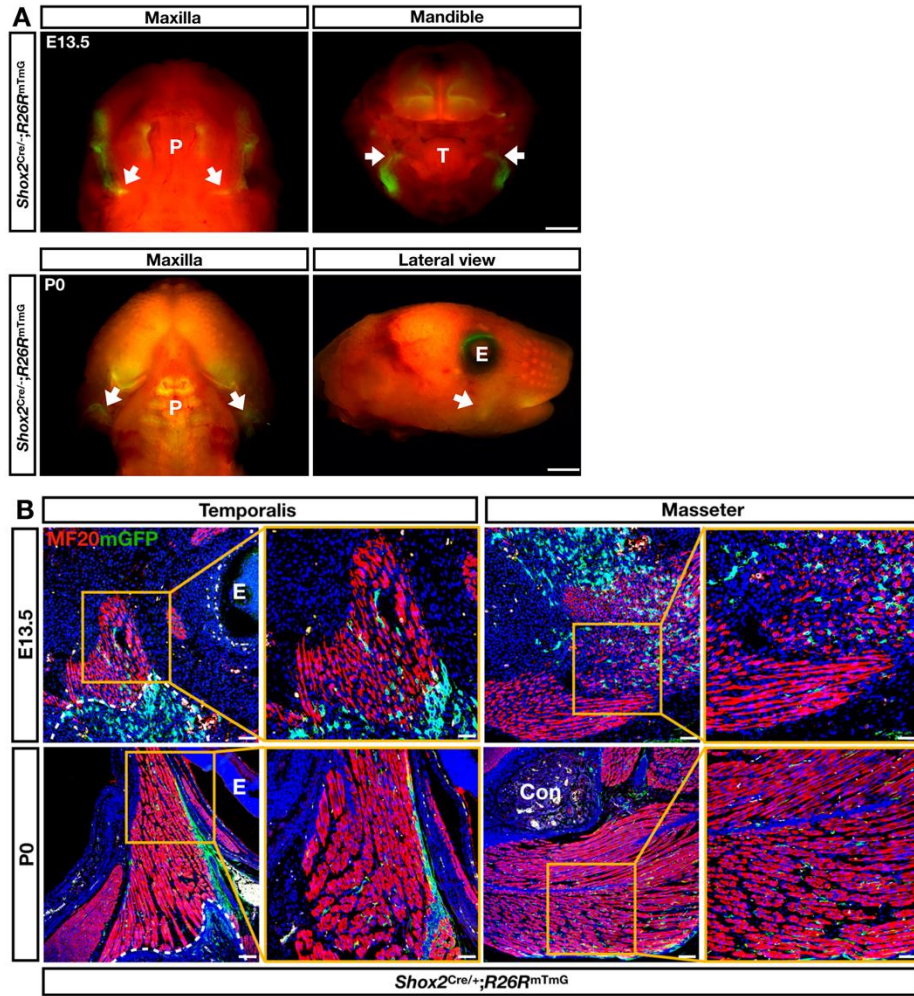 A
Maxilla
Mandible
Shox2Cre/-;R26RmTmG
E13.5
P
T
Maxilla
Lateral view
Shox2Cre/-;R26RmTmG
P0
P
E
B
Temporalis
Masseter
E13.5
MF20mGFP
E
P0
E
Con
Shox2Cre/+;R26RmTmG